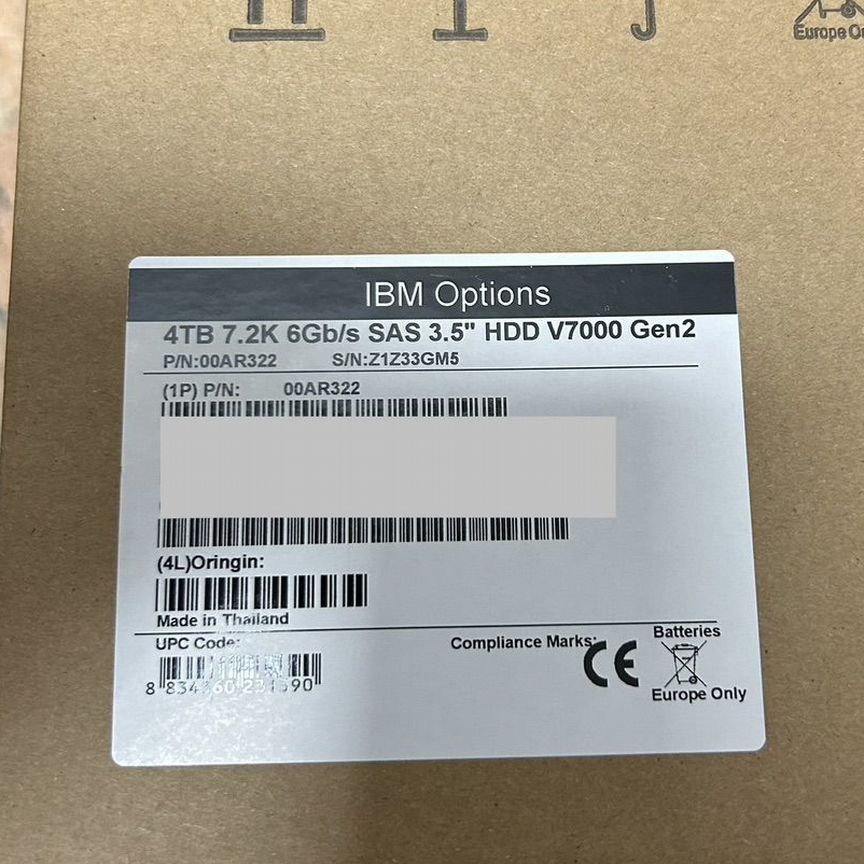 Europe
IBM Options
4TB 7.2K 6Gb/s SAS 3.5" HDD V7000 Gen2
P/N:00AR322 S/N:Z1Z33GM5
(1P) P/N: 00AR322
(4L)Oringin:
Made in Thailand
UPC Code:
Compliance Marks:
CE
Batteries
Europe Only